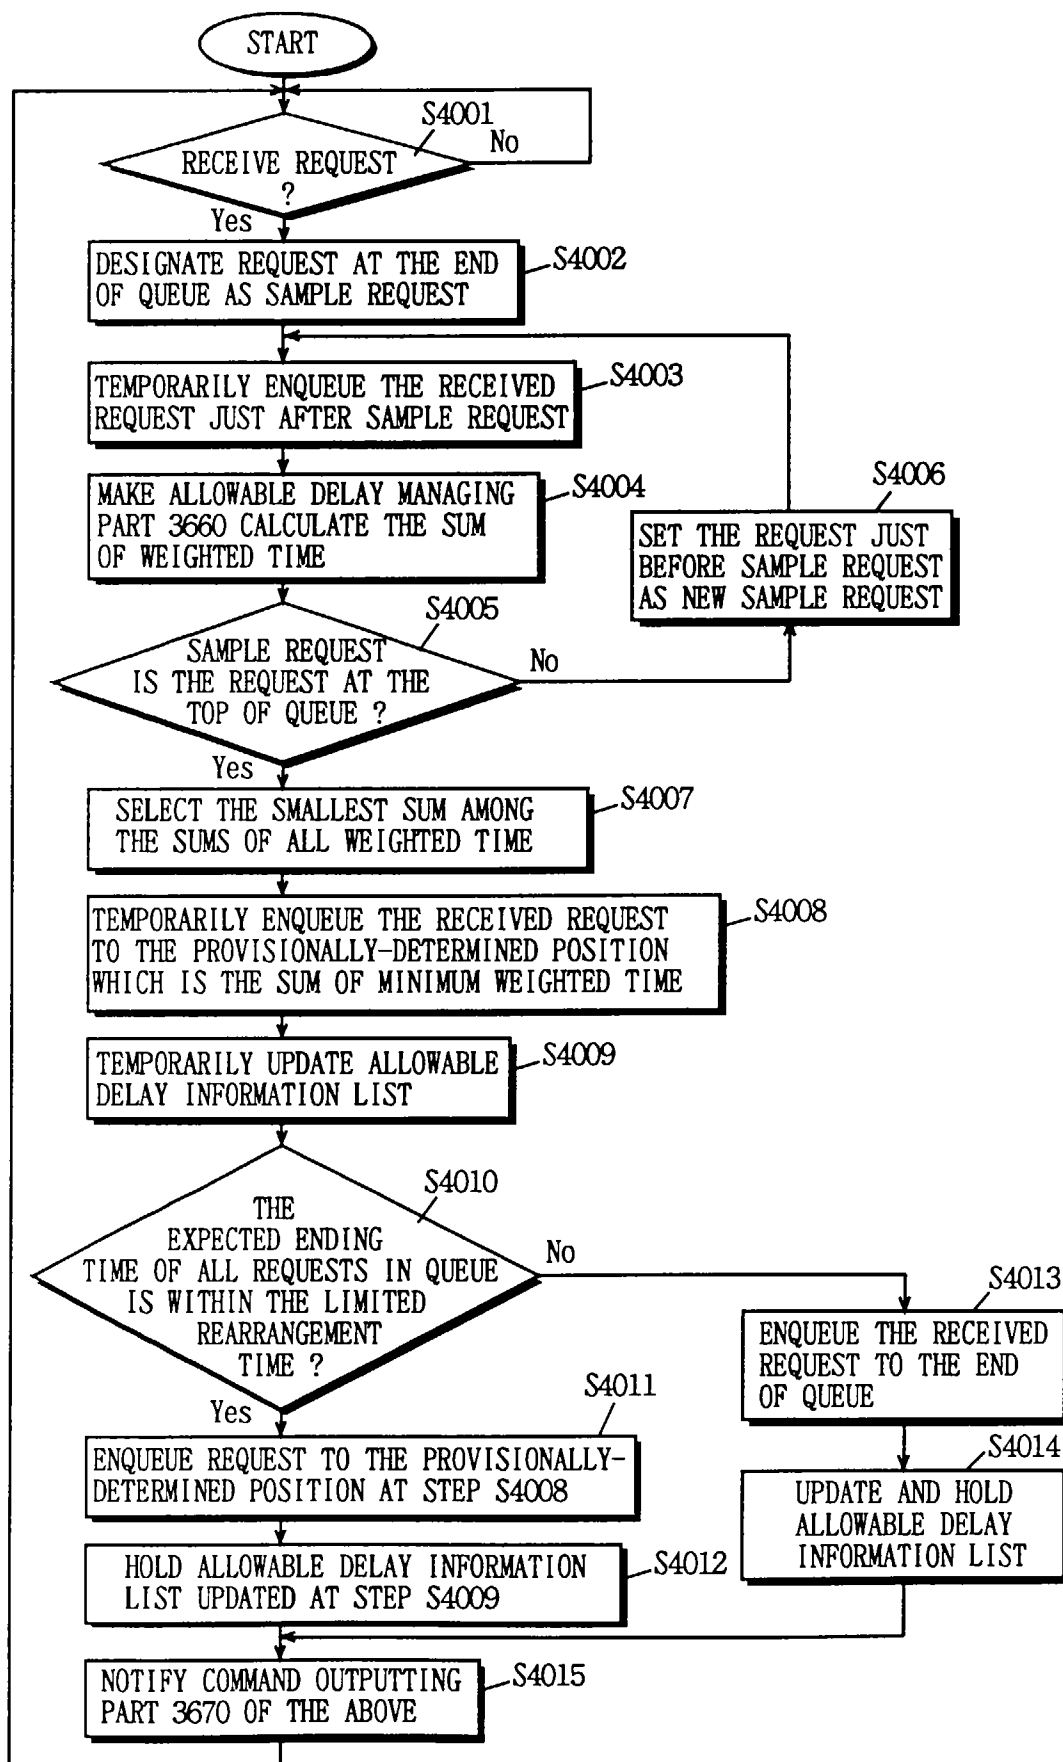 START
S4001
No
RECEIVE REQUEST
?
Yes
DESIGNATE REQUEST AT THE END
OF QUEUE AS SAMPLE REQUEST
S4002
TEMPORARILY ENQUEUE THE RECEIVED
REQUEST JUST AFTER SAMPLE REQUEST
S4003
MAKE ALLOWABLE DELAY MANAGING
PART 3660 CALCULATE THE SUM
OF WEIGHTED TIME
S4004
S4006
SET THE REQUEST JUST
BEFORE SAMPLE REQUEST
AS NEW SAMPLE REQUEST
S4005
SAMPLE REQUEST
IS THE REQUEST AT THE
TOP OF QUEUE ?
No
Yes
SELECT THE SMALLEST SUM AMONG
THE SUMS OF ALL WEIGHTED TIME
S4007
TEMPORARILY ENQUEUE THE RECEIVED REQUEST
TO THE PROVISIONALLY-DETERMINED POSITION
WHICH IS THE SUM OF MINIMUM WEIGHTED TIME
S4008
TEMPORARILY UPDATE ALLOWABLE
DELAY INFORMATION LIST
S4009
S4010
THE
EXPECTED ENDING
TIME OF ALL REQUESTS IN QUEUE
IS WITHIN THE LIMITED
REARRANGEMENT
TIME ?
No
Yes
S4013
ENQUEUE THE RECEIVED
REQUEST TO THE END
OF QUEUE
S4011
ENQUEUE REQUEST TO THE PROVISIONALLY-
DETERMINED POSITION AT STEP S4008
S4014
UPDATE AND HOLD
ALLOWABLE DELAY
INFORMATION LIST
HOLD ALLOWABLE DELAY INFORMATION
LIST UPDATED AT STEP S4009
S4012
NOTIFY COMMAND OUTPUTTING
PART 3670 OF THE ABOVE
S4015